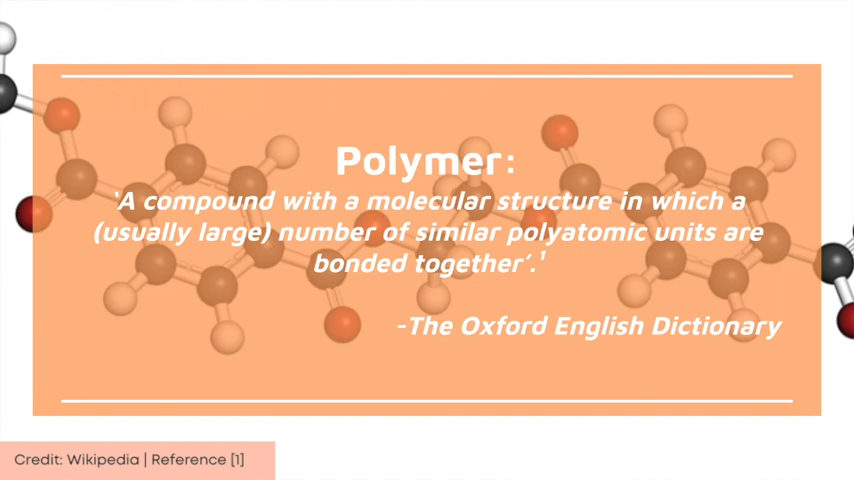 Polymer:
‘A compound with a molecular structure in which a
(usually large) number of similar polyatomic units are
bonded together’.¹
-The Oxford English Dictionary
Credit: Wikipedia | Reference [1]